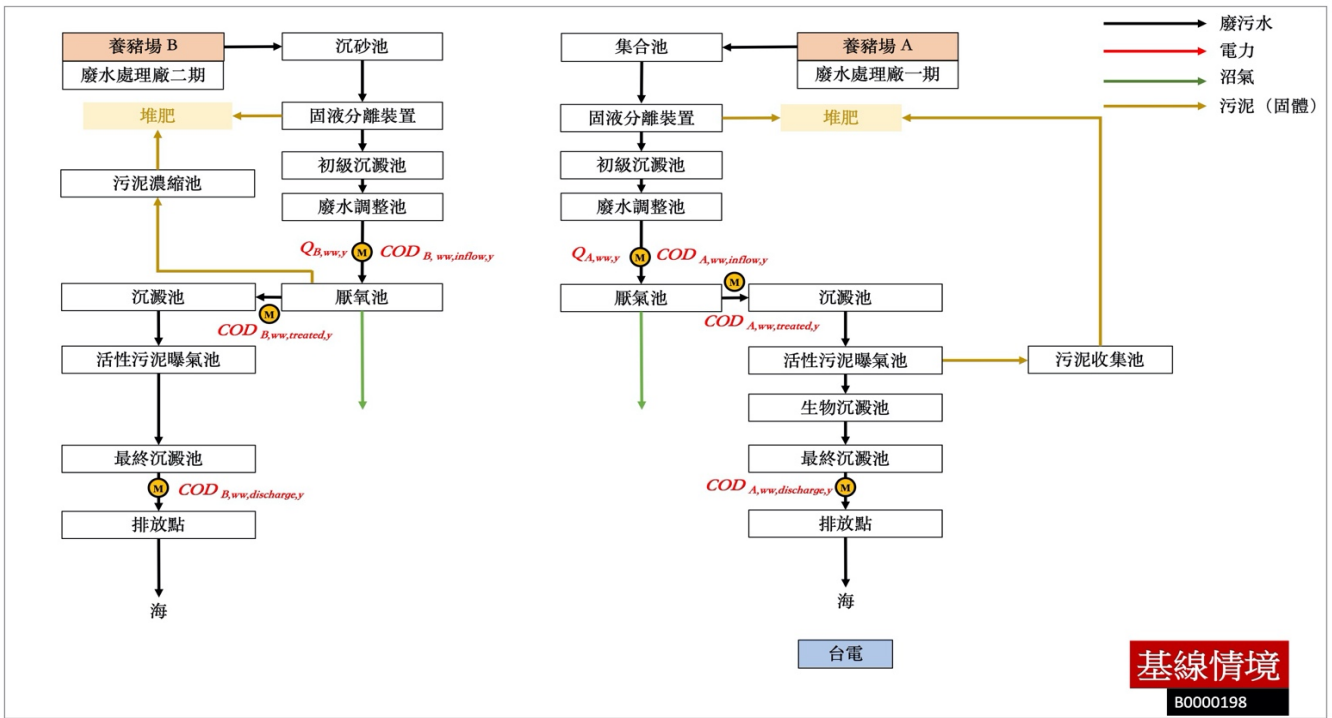 養豬場 B
廢水處理廠二期
沉砂池
堆肥
固液分離裝置
污泥濃縮池
初級沉澱池
廢水調整池
Q B,ww,y
M
COD B, ww,inflow,y
沉澱池
厭氧池
M
COD B,ww,treated,y
活性污泥曝氣池
最終沉澱池
M
COD B,ww,discharge,y
排放點
海
集合池
養豬場 A
廢水處理廠一期
固液分離裝置
堆肥
初級沉澱池
廢水調整池
Q A,ww,y
M
COD A,ww,inflow,y
厭氣池
M
沉澱池
COD A,ww,treated,y
活性污泥曝氣池
污泥收集池
生物沉澱池
最終沉澱池
COD A,ww,discharge,y
M
排放點
海
台電
廢污水
電力
沼氣
污泥（固體）
基線情境
B0000198